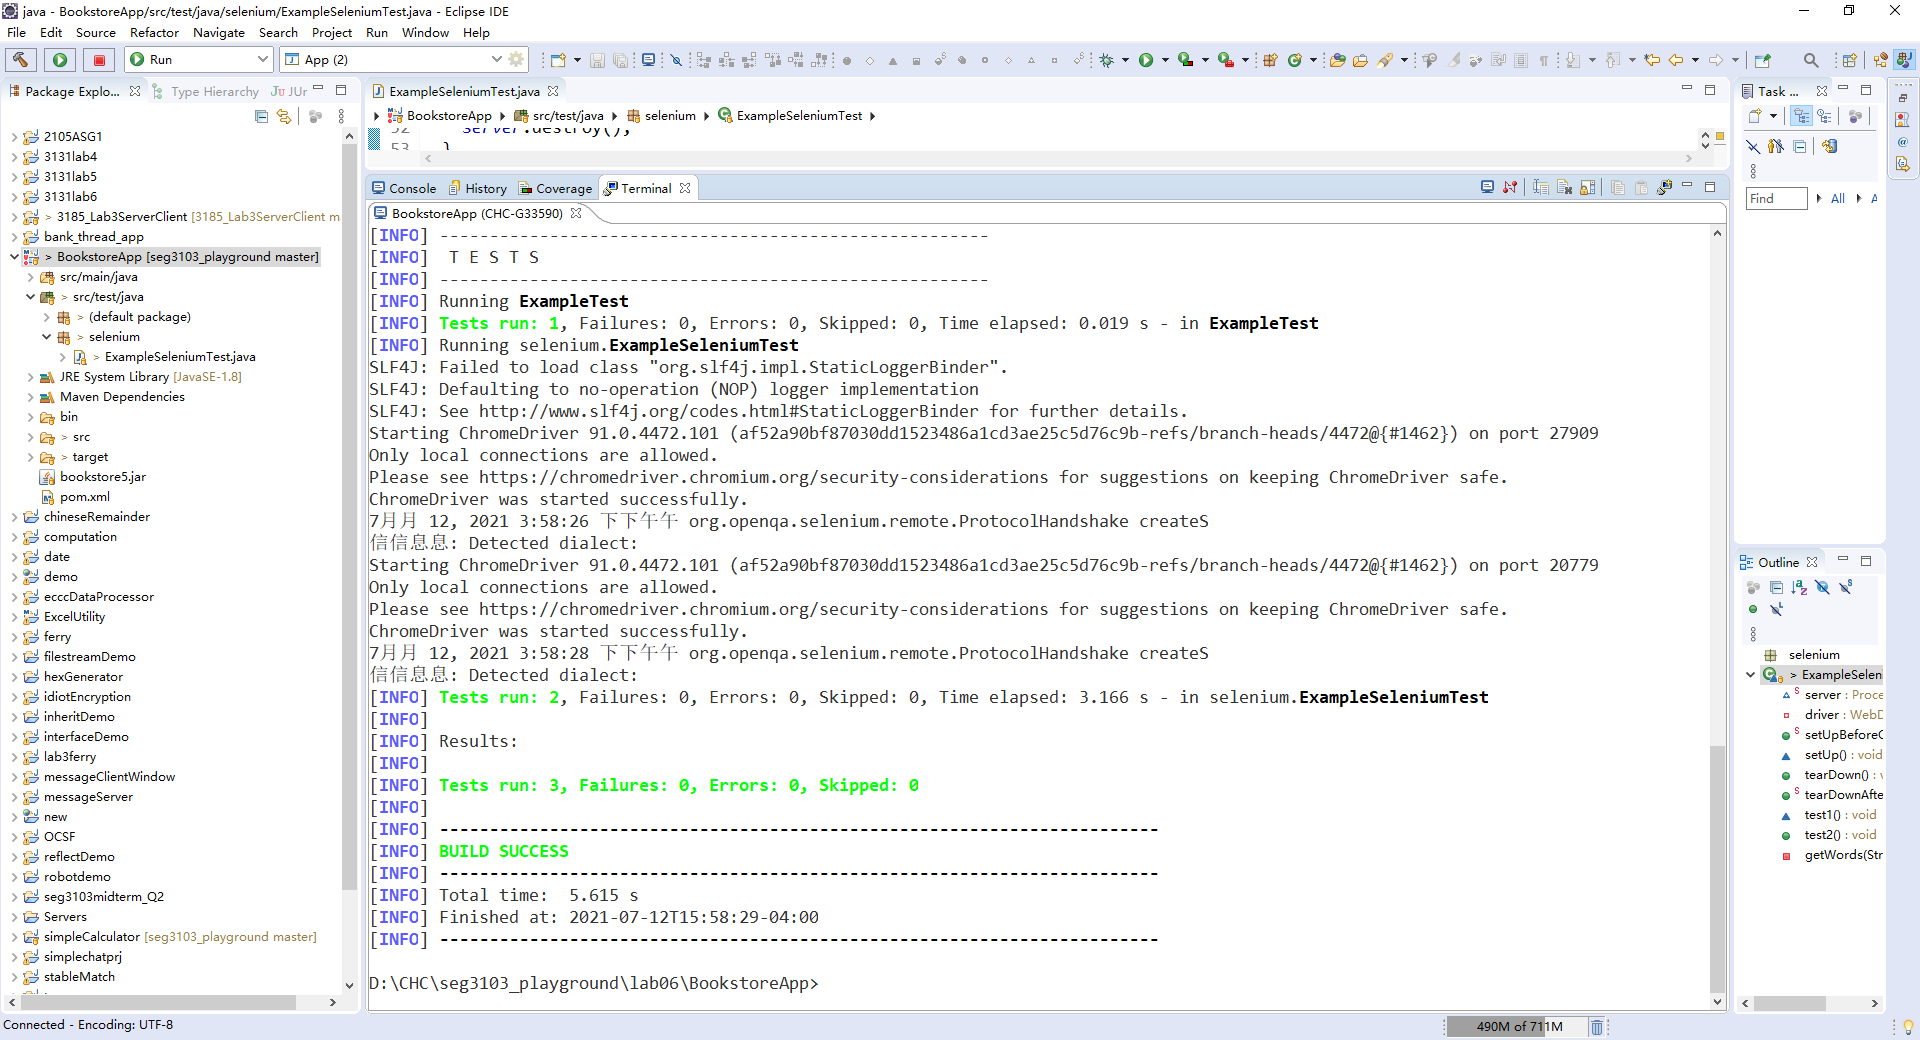 java - BookstoreApp/src/test/java/selenium/ExampleSeleniumTest.java - Eclipse IDE
File Edit Source Refactor Navigate Search Project Run Window Help
Run App (2)
Package Explo... Type Hierarchy JUr
2105ASG1
3131lab4
3131lab5
3131lab6
> 3185_Lab3ServerClient [3185_Lab3ServerClient m
bank_thread_app
> BookstoreApp [seg3103_playground master]
src/main/java
> src/test/java
> (default package)
> selenium
> ExampleSeleniumTest.java
JRE System Library [JavaSE-1.8]
Maven Dependencies
bin
> src
> target
bookstore5.jar
pom.xml
chineseRemainder
computation
date
demo
ecccDataProcessor
ExcelUtility
ferry
filestreamDemo
hexGenerator
idiotEncryption
inheritDemo
interfaceDemo
lab3ferry
messageClientWindow
messageServer
new
OCSF
reflectDemo
robotdemo
seg3103midterm_Q2
Servers
simpleCalculator [seg3103_playground master]
simplechatprj
stableMatch
ExampleSeleniumTest.java
BookstoreApp src/test/java selenium ExampleSeleniumTest
52 server.destroy();
53 }
Console History Coverage Terminal
BookstoreApp (CHC-G33590)
[INFO] -------------------------------------------------------
[INFO]  T E S T S
[INFO] -------------------------------------------------------
[INFO] Running ExampleTest
[INFO] Tests run: 1, Failures: 0, Errors: 0, Skipped: 0, Time elapsed: 0.019 s - in ExampleTest
[INFO] Running selenium.ExampleSeleniumTest
SLF4J: Failed to load class "org.slf4j.impl.StaticLoggerBinder".
SLF4J: Defaulting to no-operation (NOP) logger implementation
SLF4J: See http://www.slf4j.org/codes.html#StaticLoggerBinder for further details.
Starting ChromeDriver 91.0.4472.101 (af52a90bf87030dd1523486a1cd3ae25c5d76c9b-refs/branch-heads/4472@{#1462}) on port 27909
Only local connections are allowed.
Please see https://chromedriver.chromium.org/security-considerations for suggestions on keeping ChromeDriver safe.
ChromeDriver was started successfully.
7月月 12, 2021 3:58:26 下下午午 org.openqa.selenium.remote.ProtocolHandshake createS
信信息息: Detected dialect:
Starting ChromeDriver 91.0.4472.101 (af52a90bf87030dd1523486a1cd3ae25c5d76c9b-refs/branch-heads/4472@{#1462}) on port 20779
Only local connections are allowed.
Please see https://chromedriver.chromium.org/security-considerations for suggestions on keeping ChromeDriver safe.
ChromeDriver was started successfully.
7月月 12, 2021 3:58:28 下下午午 org.openqa.selenium.remote.ProtocolHandshake createS
信信息息: Detected dialect:
[INFO] Tests run: 2, Failures: 0, Errors: 0, Skipped: 0, Time elapsed: 3.166 s - in selenium.ExampleSeleniumTest
[INFO]
[INFO] Results:
[INFO]
[INFO] Tests run: 3, Failures: 0, Errors: 0, Skipped: 0
[INFO]
[INFO] ------------------------------------------------------------------------
[INFO] BUILD SUCCESS
[INFO] ------------------------------------------------------------------------
[INFO] Total time:  5.615 s
[INFO] Finished at: 2021-07-12T15:58:29-04:00
[INFO] ------------------------------------------------------------------------
D:\CHC\seg3103_playground\lab06\BookstoreApp>
Task ...
Find All A
Outline
selenium
> ExampleSelen
server : Proce
driver : WebD
setUpBeforeC
setUp() : void
tearDown() : v
tearDownAfte
test1() : void
test2() : void
getWords(Str
Connected - Encoding: UTF-8
490M of 711M